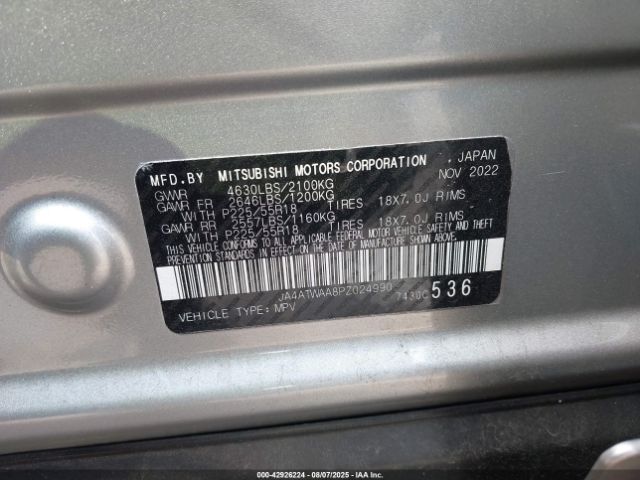 MFD.BY MITSUBISHI MOTORS CORPORATION . JAPAN
GVWR 4630LBS/2100KG NOV 2022
GAWR FR 2646LBS/1200KG
WITH P225/55R18 TIRES 18X7.0J RIMS
GAWR RR /1160KG
WITH P225/55R18 TIRES 18X7.0J RIMS
THIS VEHICLE CONFORMS TO ALL APPLICABLE FEDERAL MOTOR VEHICLE SAFETY AND THEFT
PREVENTION STANDARDS IN EFFECT ON THE DATE OF MANUFACTURE SHOWN ABOVE.
JA4ATWAA8PZ024990 7430C 536
VEHICLE TYPE: MPV
000-42926224 - 08/07/2025 - IAAI.COM